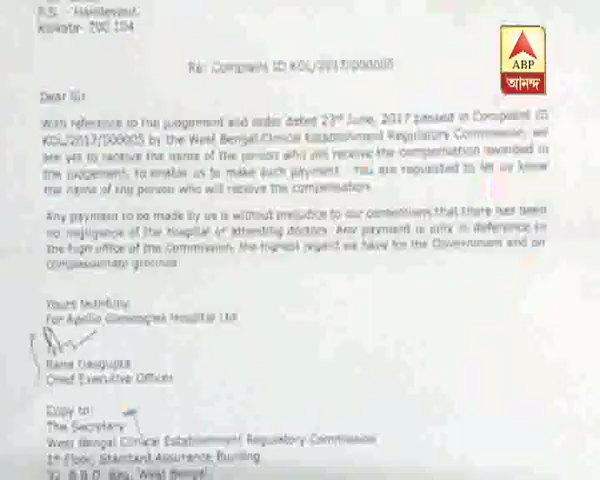 P.S. - Haridevpur,
Kolkata- 700 104
Re: Complaint ID KOL/2017/000005
ABP
আনন্দ
Dear Sir
With reference to the judgement and order dated 23rd June, 2017 passed in Complaint ID
KOL/2017/000005 by the West Bengal Clinical Establishment Regulatory Commission, we
are yet to receive the name of the person who will receive the compensation awarded in
the judgement, to enable us to make such payment. You are requested to let us know
the name of the person who will receive the compensation.
Any payment to be made by us is without prejudice to our contentions that there has been
no negligence of the hospital or attending doctors. Any payment is only in deference to
the high office of the Commission, the highest regard we have for the Government and on
compassionate grounds.
Yours faithfully
For Apollo Gleneagles Hospital Ltd
Rana Dasgupta
Chief Executive Officer
Copy to:
The Secretary
West Bengal Clinical Establishment Regulatory Commission
1st Floor, Standard Assurance Building
32, B.B.D. Bag, West Bengal